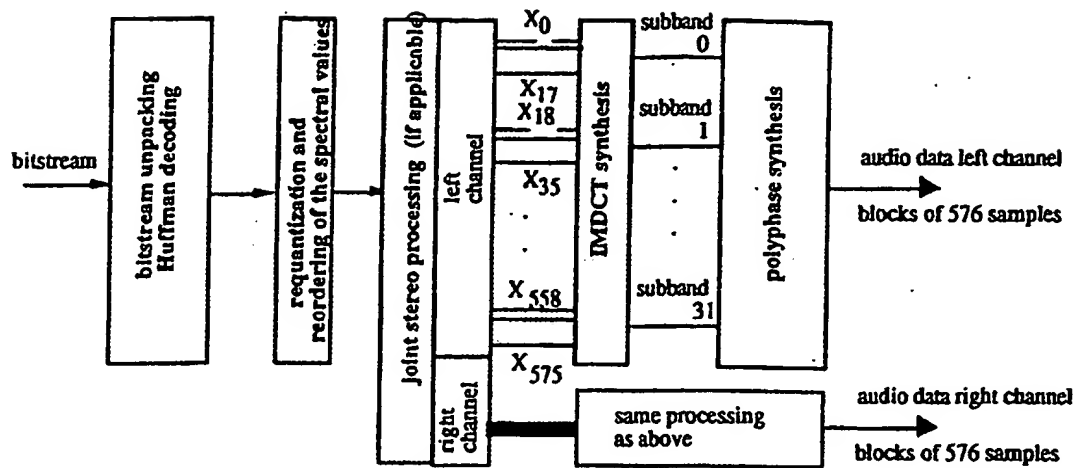 bitstream
bitstream unpacking
Huffman decoding
requantization and
reordering of the spectral values
joint stereo processing (if applicable)
left
channel
right
channel
X0
X17
X18
X35
X558
X575
IMDCT synthesis
subband
0
subband
1
subband
31
polyphase synthesis
audio data left channel
blocks of 576 samples
same processing
as above
audio data right channel
blocks of 576 samples